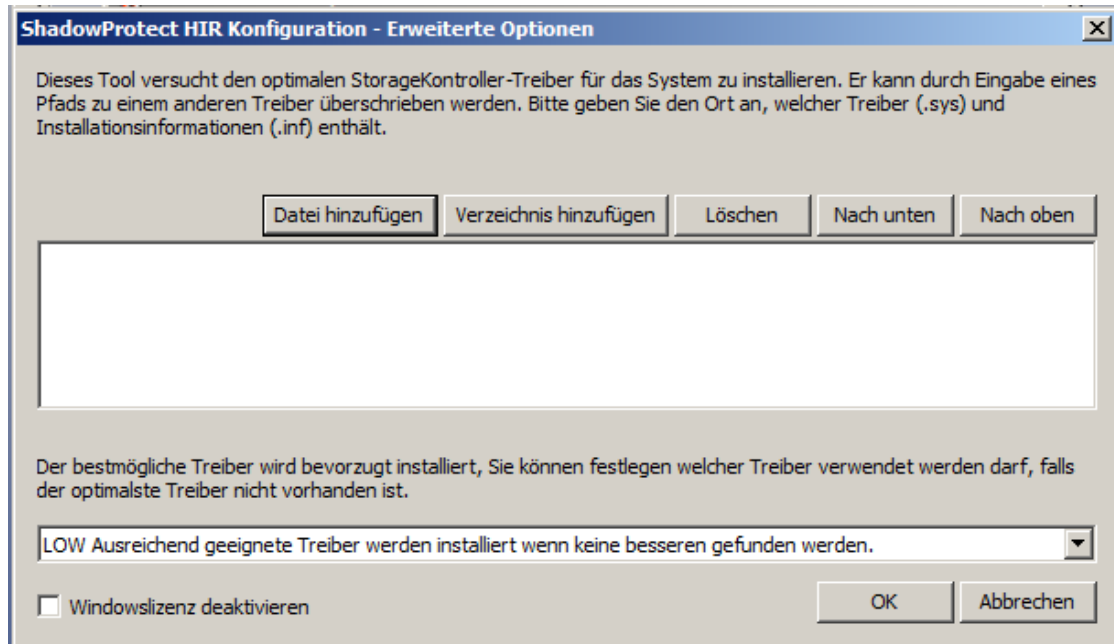 ShadowProtect HIR Konfiguration - Erweiterte Optionen
Dieses Tool versucht den optimalen StorageKontroller-Treiber für das System zu installieren. Er kann durch Eingabe eines
Pfads zu einem anderen Treiber überschrieben werden. Bitte geben Sie den Ort an, welcher Treiber (.sys) und
Installationsinformationen (.inf) enthält.
Datei hinzufügen Verzeichnis hinzufügen Löschen Nach unten Nach oben
Der bestmögliche Treiber wird bevorzugt installiert, Sie können festlegen welcher Treiber verwendet werden darf, falls
der optimalste Treiber nicht vorhanden ist.
LOW Ausreichend geeignete Treiber werden installiert wenn keine besseren gefunden werden.
Windowslizenz deaktivieren OK Abbrechen